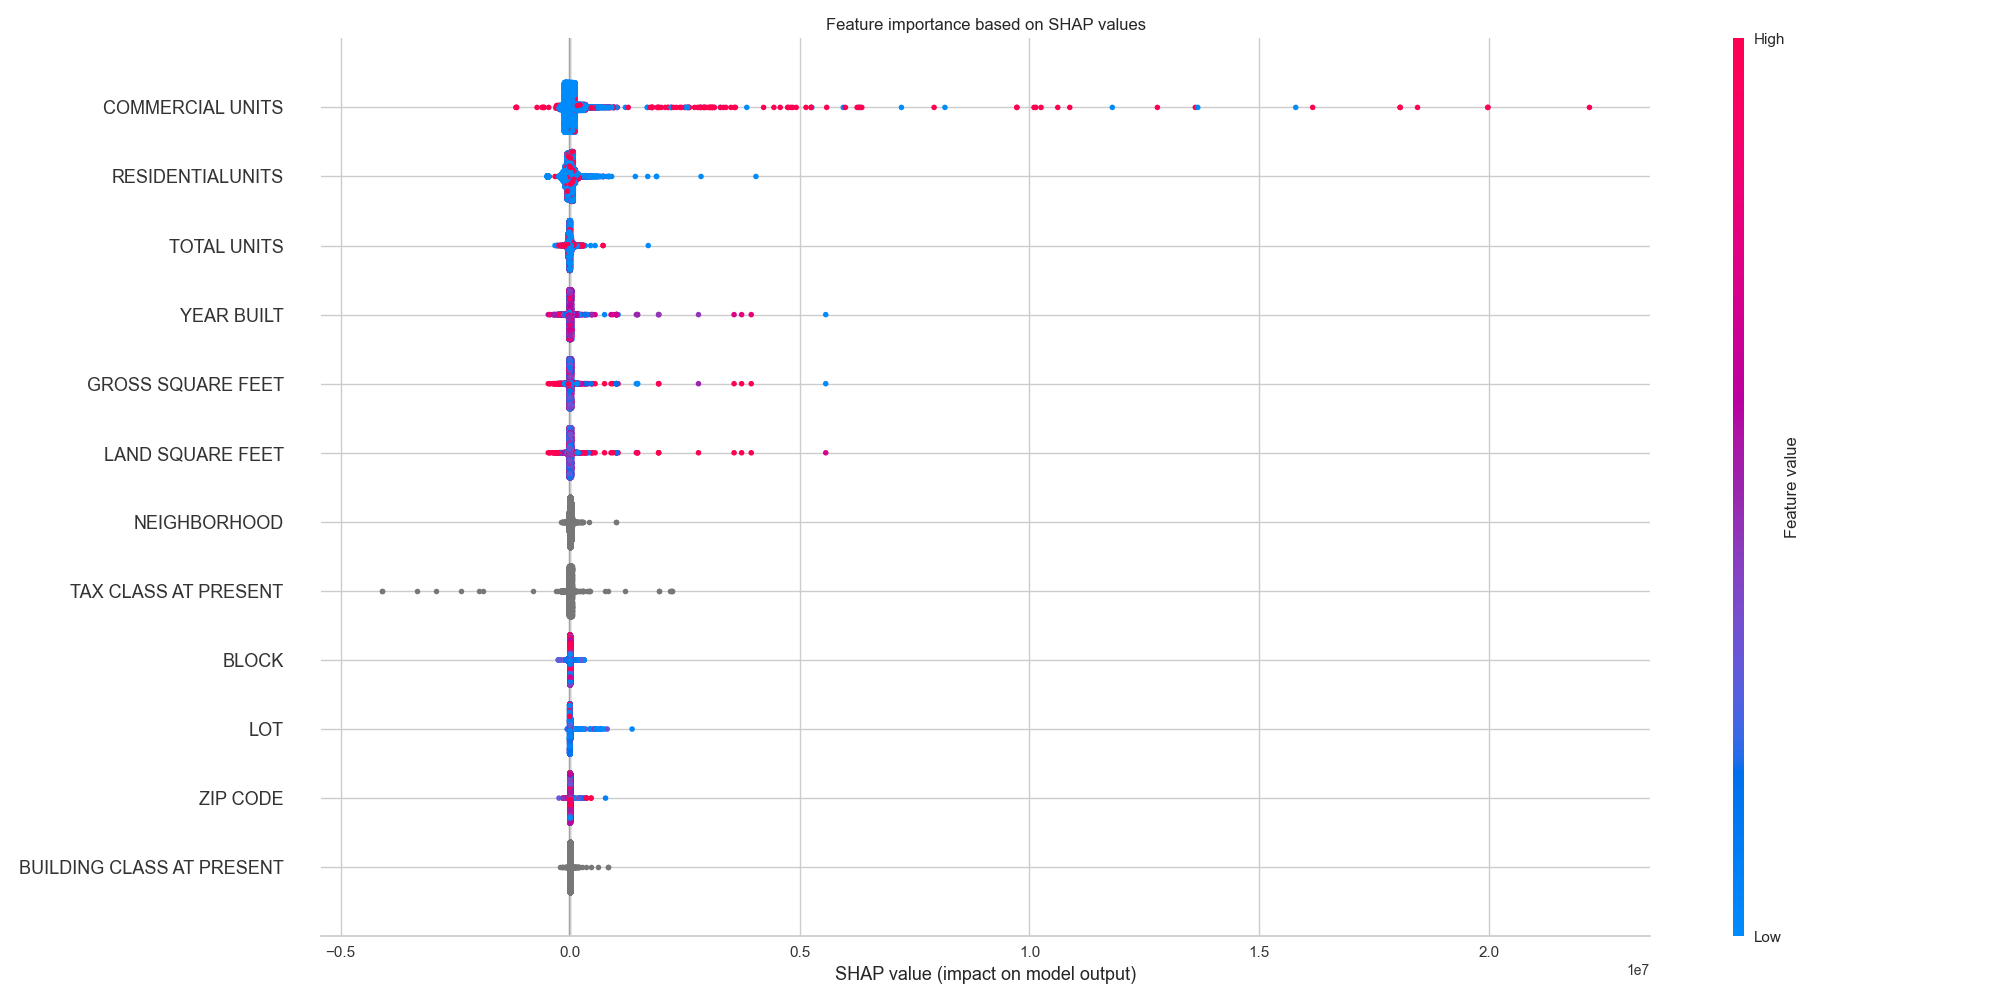 Feature importance based on SHAP values
High
COMMERCIAL UNITS
RESIDENTIALUNITS
TOTAL UNITS
YEAR BUILT
GROSS SQUARE FEET
LAND SQUARE FEET
NEIGHBORHOOD
TAX CLASS AT PRESENT
BLOCK
LOT
ZIP CODE
BUILDING CLASS AT PRESENT
Feature value
Low
−0.5 0.0 0.5 1.0 1.5 2.0
1e7
SHAP value (impact on model output)